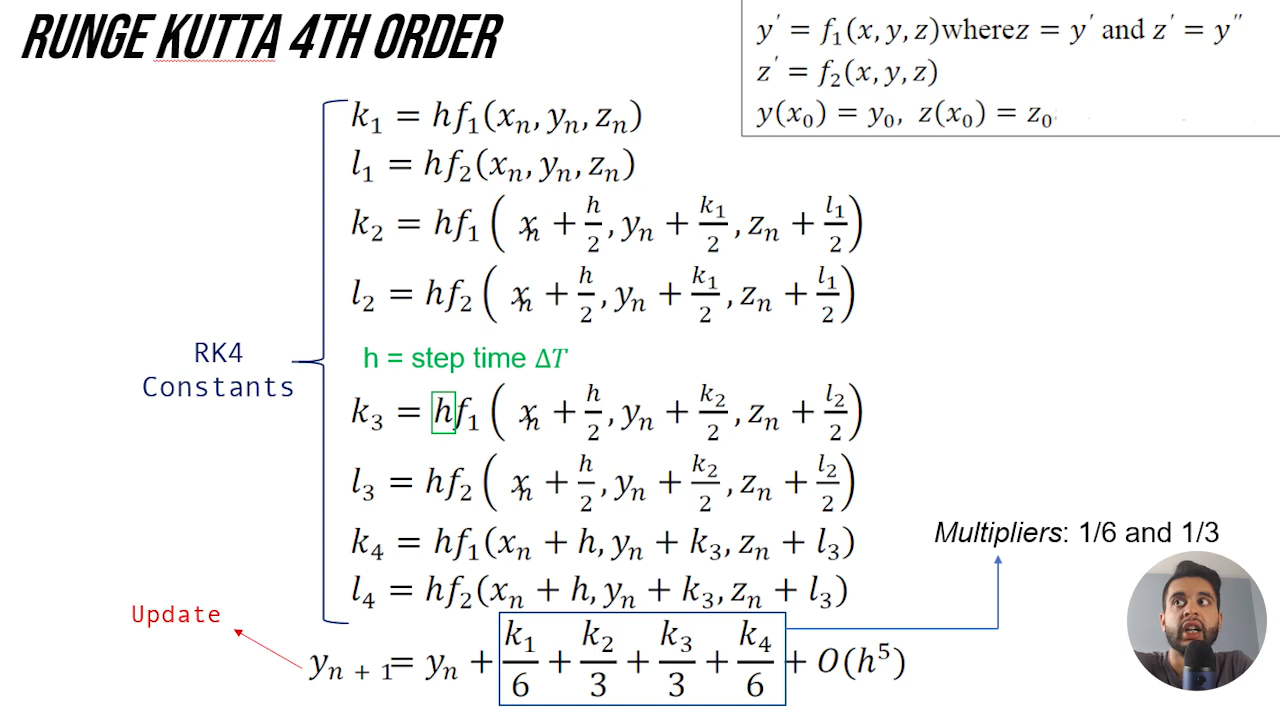 RUNGE KUTTA 4TH ORDER
y′ = f₁(x, y, z)wherez = y′ and z′ = y″
z′ = f₂(x, y, z)
y(x₀) = y₀, z(x₀) = z₀
k₁ = hf₁(xₙ, yₙ, zₙ)
l₁ = hf₂(xₙ, yₙ, zₙ)
k₂ = hf₁( xₙ + h/2, yₙ + k₁/2, zₙ + l₁/2)
l₂ = hf₂( xₙ + h/2, yₙ + k₁/2, zₙ + l₁/2)
RK4
Constants
h = step time ΔT
k₃ = hf₁( xₙ + h/2, yₙ + k₂/2, zₙ + l₂/2)
l₃ = hf₂( xₙ + h/2, yₙ + k₂/2, zₙ + l₂/2)
k₄ = hf₁(xₙ + h, yₙ + k₃, zₙ + l₃)
l₄ = hf₂(xₙ + h, yₙ + k₃, zₙ + l₃)
Multipliers: 1/6 and 1/3
Update
yₙ ₊ ₁= yₙ + k₁/6 + k₂/3 + k₃/3 + k₄/6 + O(h⁵)